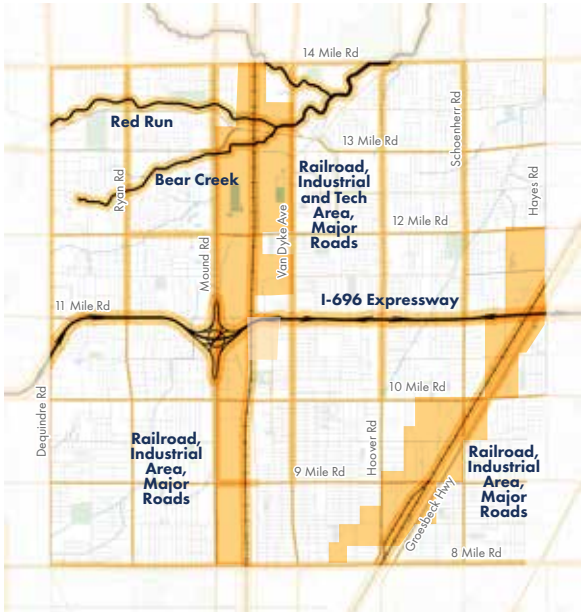 14 Mile Rd
Red Run
13 Mile Rd
Schoenherr Rd
Bear Creek
Ryan Rd
Railroad,
Industrial
and Tech
Area,
Major
Roads
Hayes Rd
12 Mile Rd
Mound Rd
Van Dyke Ave
11 Mile Rd
I-696 Expressway
Dequindre Rd
10 Mile Rd
Hoover Rd
Railroad,
Industrial
Area,
Major
Roads
9 Mile Rd
Railroad,
Industrial
Area,
Major
Roads
Groesbeck Hwy
8 Mile Rd